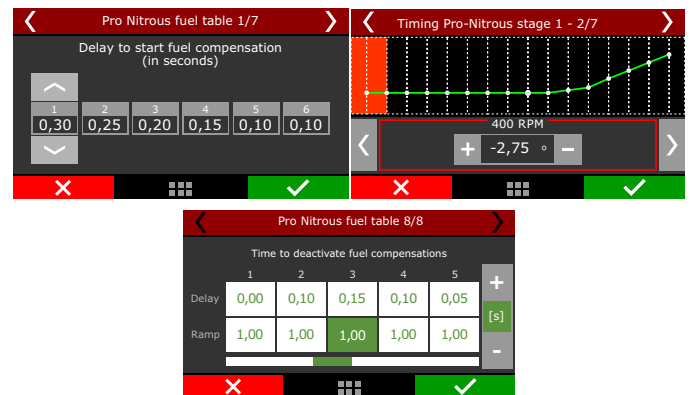 Pro Nitrous fuel table 1/7
Delay to start fuel compensation
(in seconds)
1 2 3 4 5 6
0,30 0,25 0,20 0,15 0,10 0,10
Timing Pro-Nitrous stage 1 - 2/7
400 RPM
+ -2,75 ° -
Pro Nitrous fuel table 8/8
Time to deactivate fuel compensations
1 2 3 4 5
Delay 0,00 0,10 0,15 0,10 0,05
Ramp 1,00 1,00 1,00 1,00 1,00
+
[s]
-